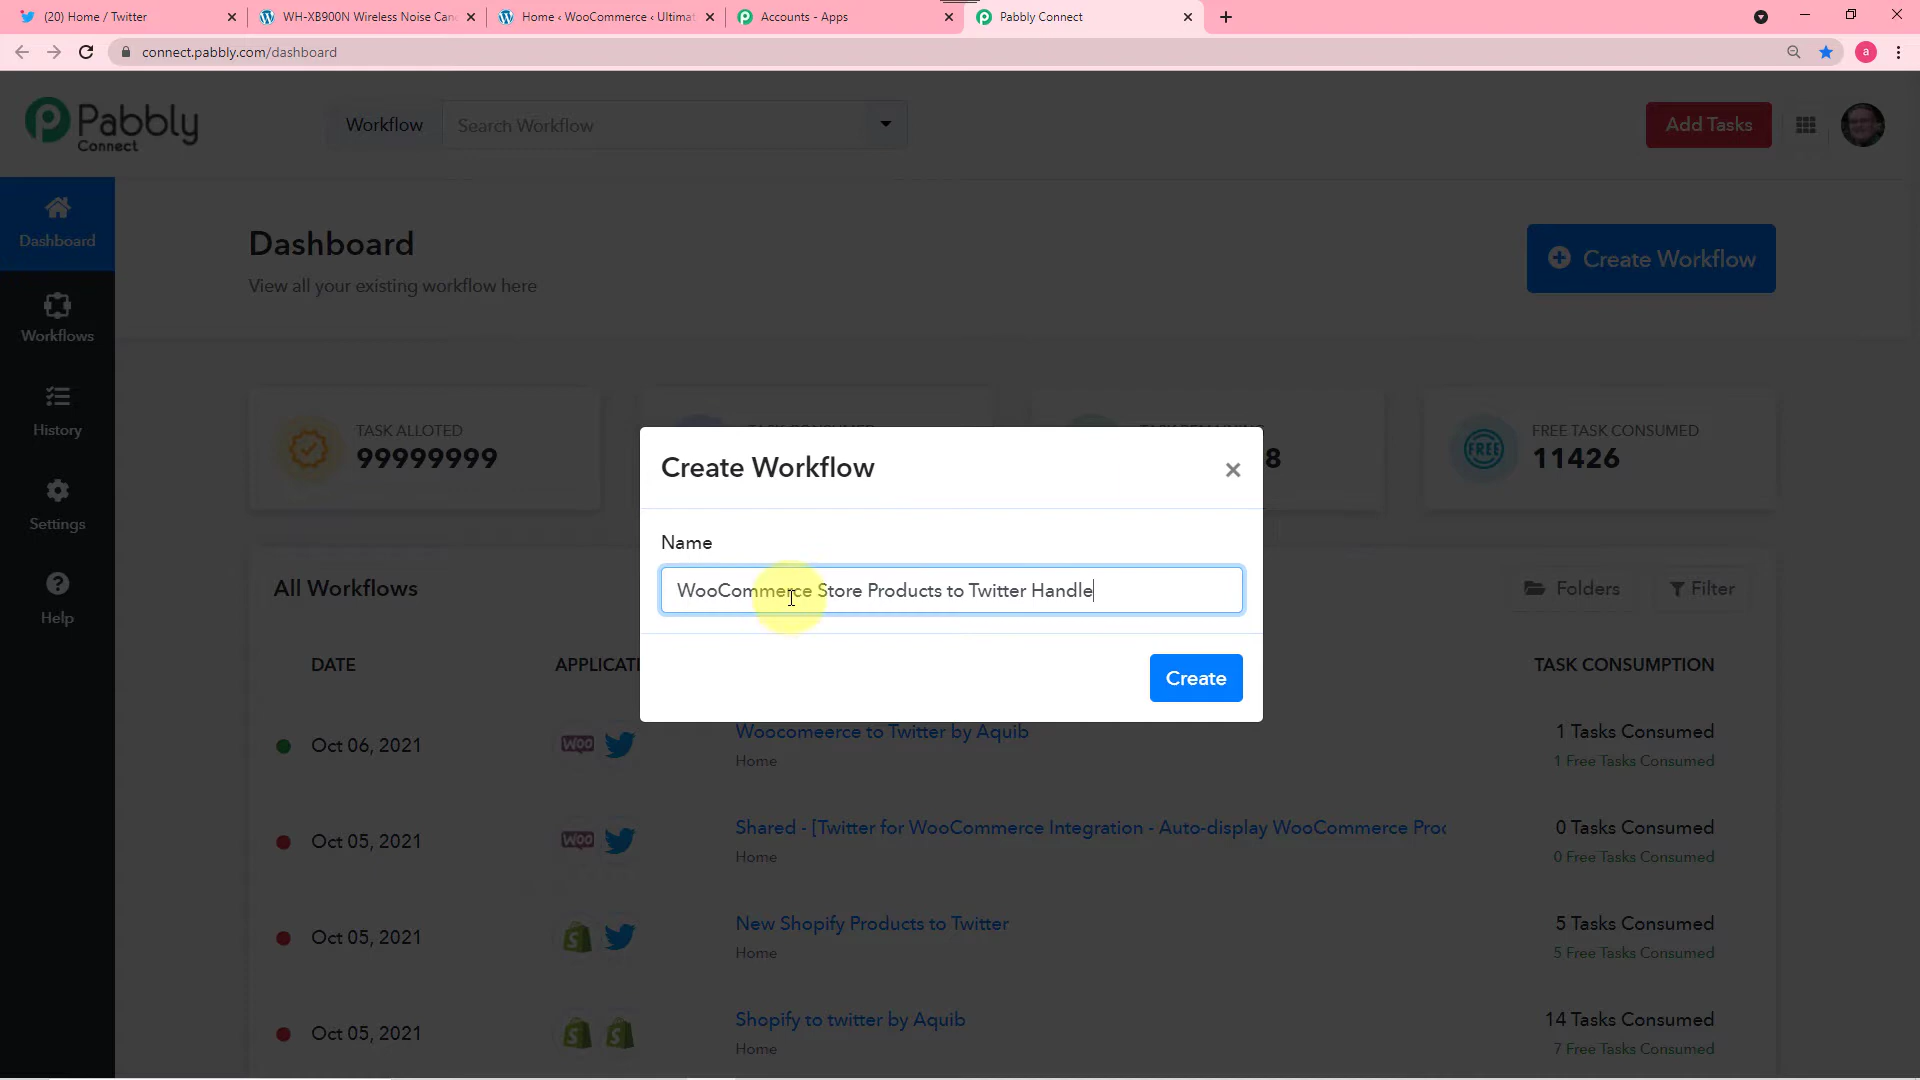 (20) Home / Twitter
WH-XB900N Wireless Noise Canc
Home ‹ WooCommerce ‹ Ultimat
Accounts - Apps
Pabbly Connect
connect.pabbly.com/dashboard
a
Pabbly
Connect
Workflow
Search Workflow
Add Tasks
Dashboard
Workflows
History
Settings
Help
Dashboard
View all your existing workflow here
Create Workflow
TASK ALLOTED
99999999
8
FREE
FREE TASK CONSUMED
11426
Create Workflow
×
Name
WooCommerce Store Products to Twitter Handle
Create
All Workflows
Folders
Filter
DATE
APPLICATI
TASK CONSUMPTION
Oct 06, 2021
Woo
Woocomeerce to Twitter by Aquib
Home
1 Tasks Consumed
1 Free Tasks Consumed
Oct 05, 2021
Woo
Shared - [Twitter for WooCommerce Integration - Auto-display WooCommerce Proc
Home
0 Tasks Consumed
0 Free Tasks Consumed
Oct 05, 2021
New Shopify Products to Twitter
Home
5 Tasks Consumed
5 Free Tasks Consumed
Oct 05, 2021
Shopify to twitter by Aquib
Home
14 Tasks Consumed
7 Free Tasks Consumed